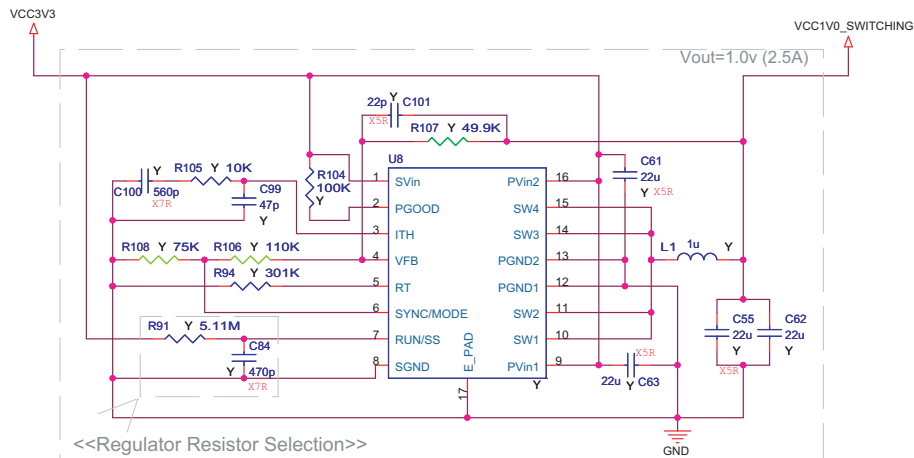 VCC3V3
VCC1V0_SWITCHING
Vout=1.0v (2.5A)
22p Y C101
X5R
R107 Y 49.9K
U8
R105 Y 10K
R104
100K
Y
C100 560p
X7R
C99
47p
Y
C61
22u
Y X5R
1 SVin PVin2 16
2 PGOOD SW4 15
3 ITH SW3 14
4 VFB PGND2 13
5 RT PGND1 12
6 SYNC/MODE SW2 11
7 RUN/SS SW1 10
8 SGND PVin1 9
E_PAD
17
Y
R108 Y 75K R106 Y 110K
R94 Y 301K
L1 1u Y
R91 Y 5.11M
C84
Y 470p
X7R
C55
22u
Y
X5R
C62
22u
Y
X5R
22u Y C63
GND
<<Regulator Resistor Selection>>